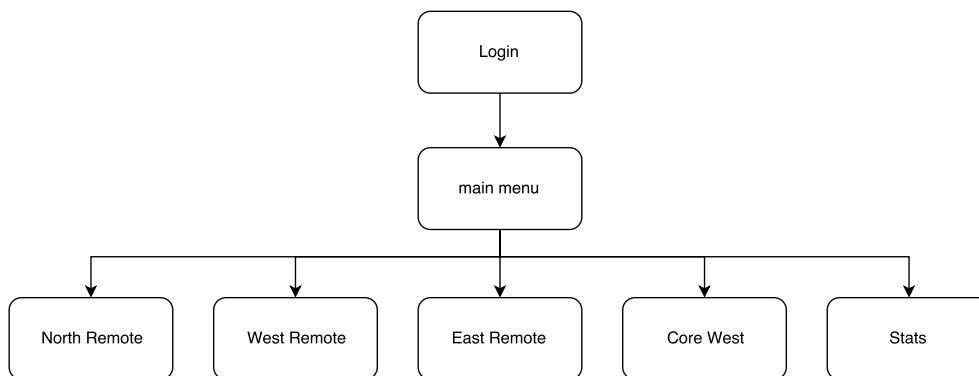 Login
main menu
North Remote
West Remote
East Remote
Core West
Stats